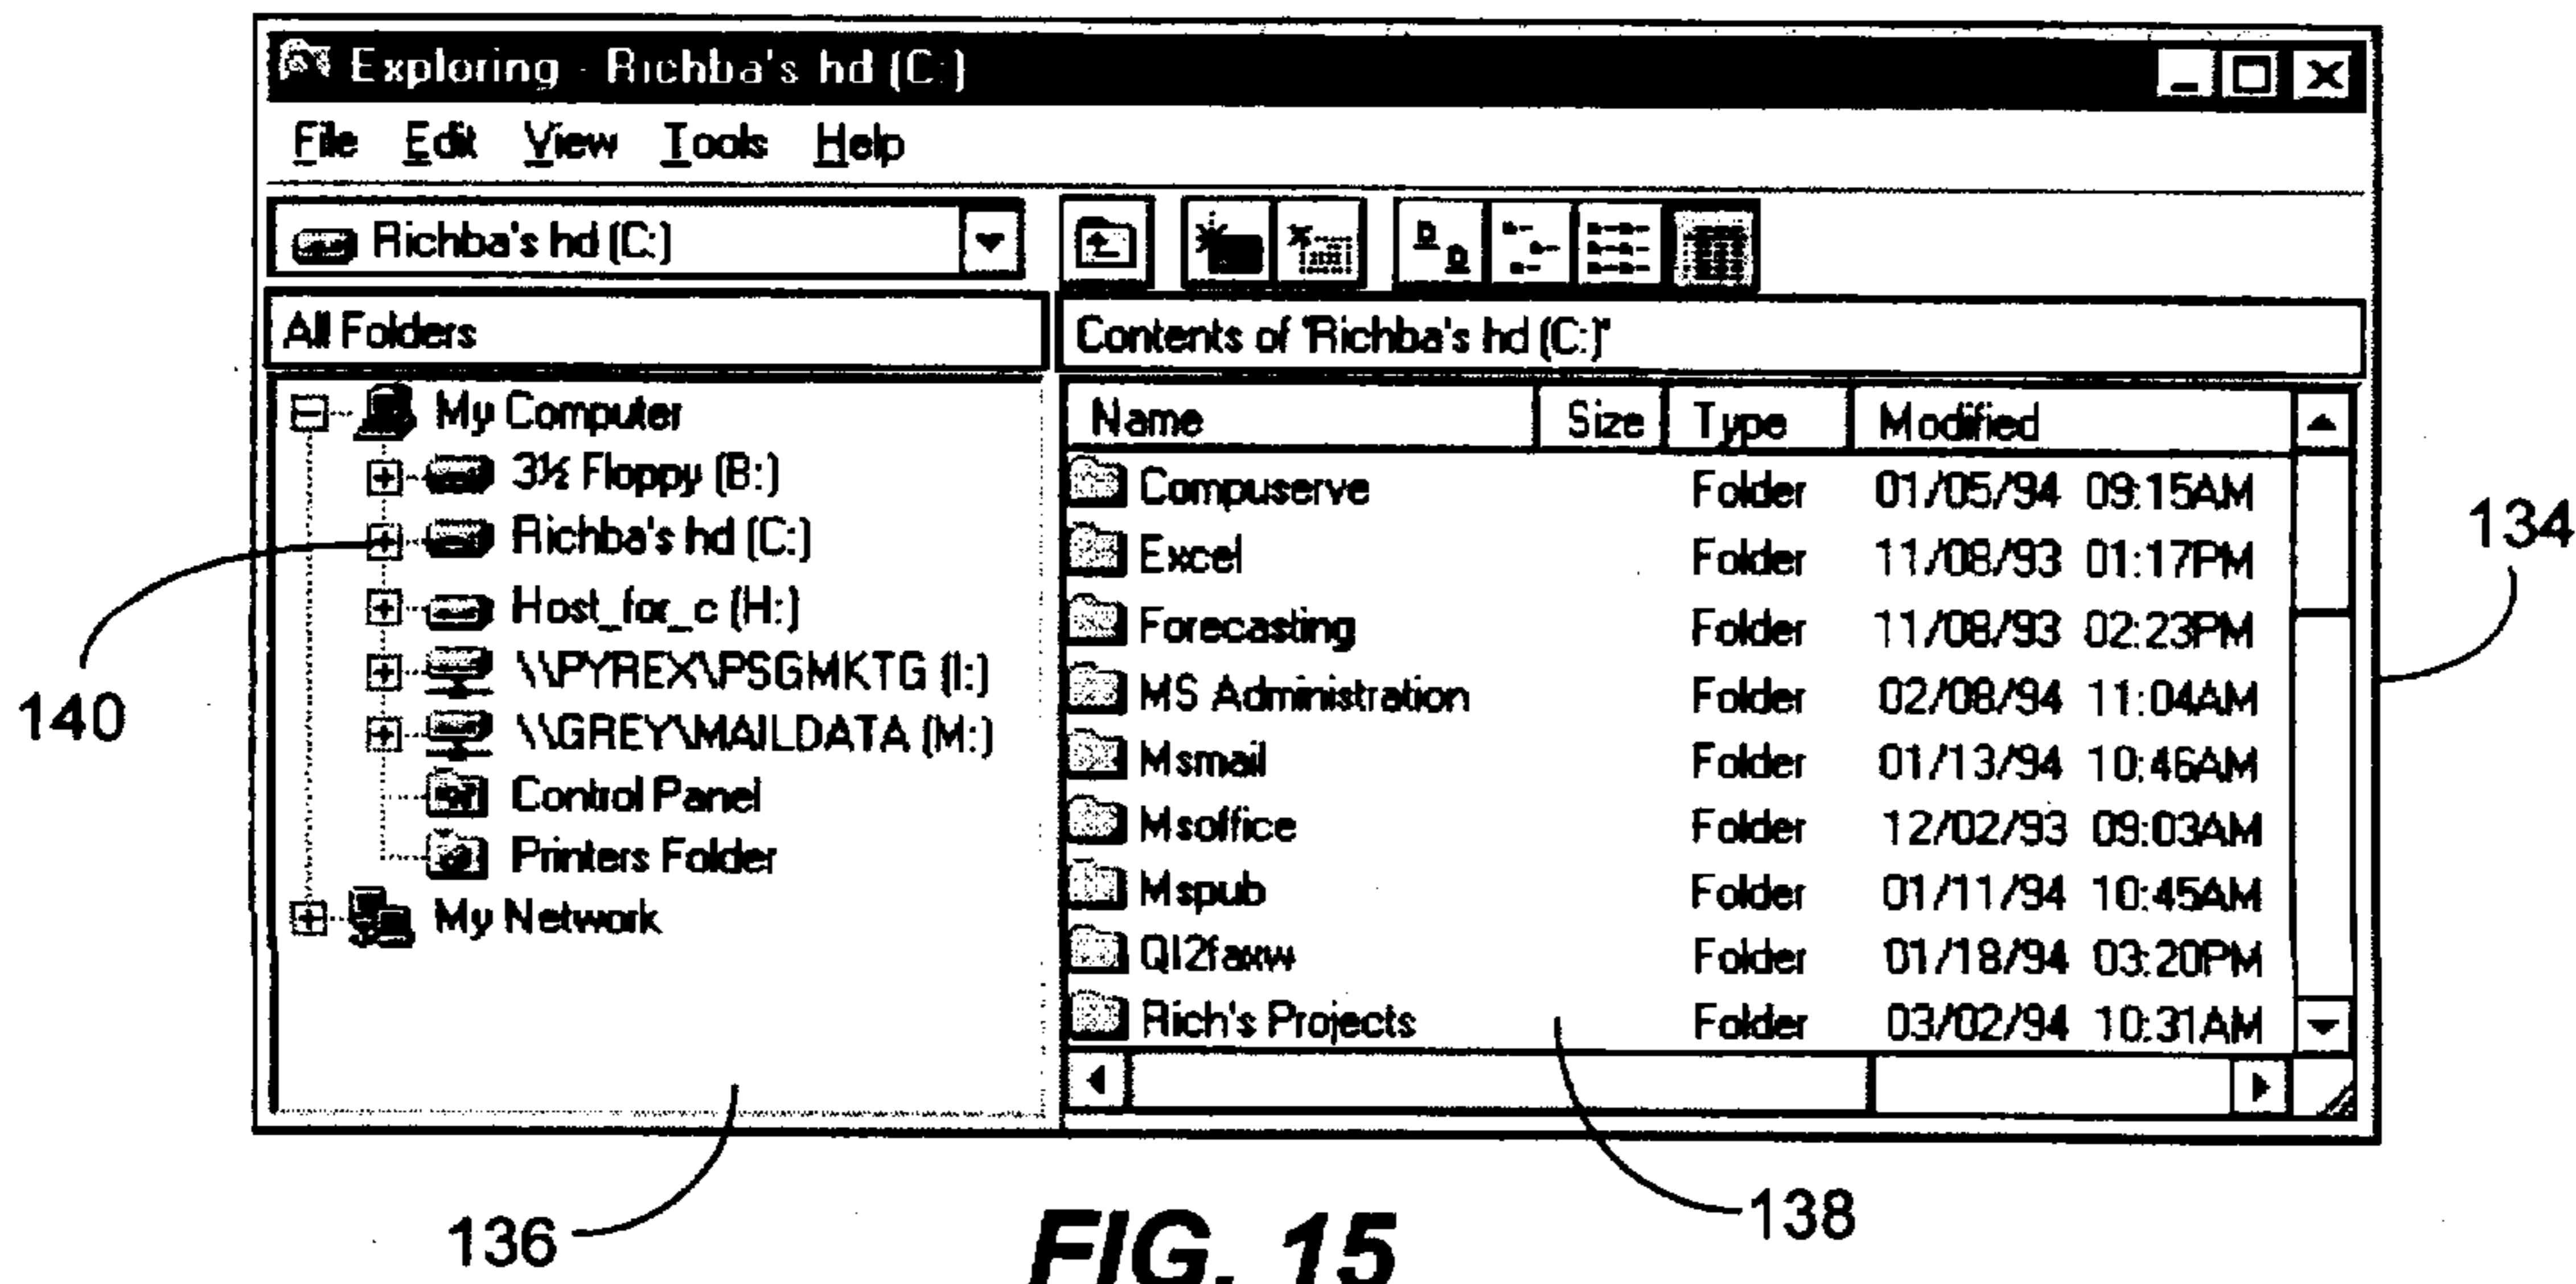 Exploring - Richba's hd (C:)
File Edit View Tools Help
Richba's hd (C:)
All Folders
Contents of 'Richba's hd (C:)'
My Computer
3½ Floppy (B:)
Richba's hd (C:)
Host_for_c (H:)
\\PYREX\PSGMKTG (I:)
\\GREY\MAILDATA (M:)
Control Panel
Printers Folder
My Network
Name Size Type Modified
Compuserve Folder 01/05/94 09:15AM
Excel Folder 11/08/93 01:17PM
Forecasting Folder 11/08/93 02:23PM
MS Administration Folder 02/08/94 11:04AM
Msmail Folder 01/13/94 10:46AM
Msoffice Folder 12/02/93 09:03AM
Mspub Folder 01/11/94 10:45AM
Ql2faxw Folder 01/18/94 03:20PM
Rich's Projects Folder 03/02/94 10:31AM
134
140
136
138
FIG. 15